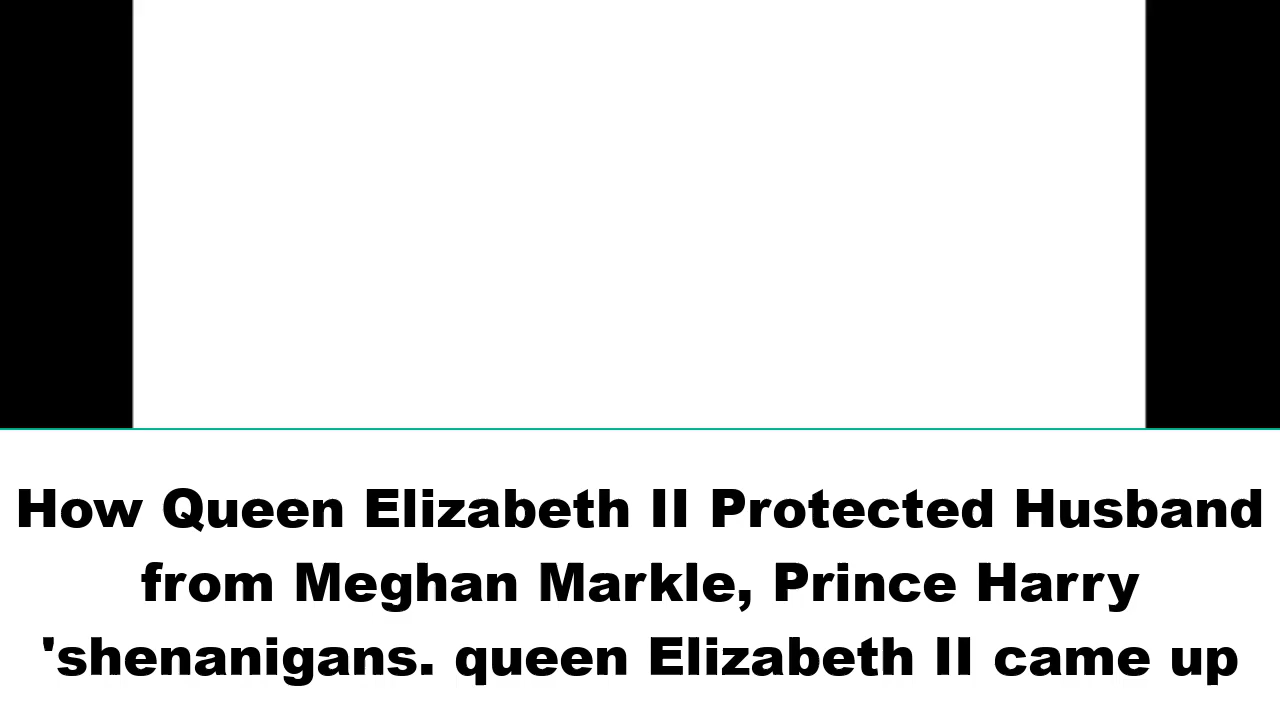 How Queen Elizabeth II Protected Husband
from Meghan Markle, Prince Harry
'shenanigans. queen Elizabeth II came up